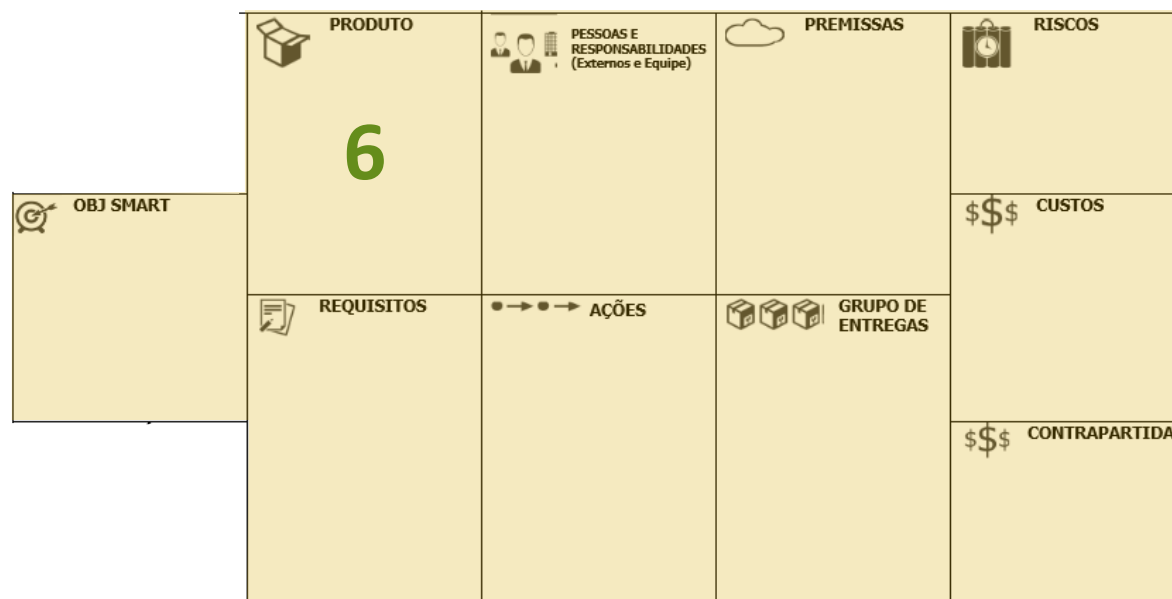 PRODUTO
6
PESSOAS E
RESPONSABILIDADES
(Externos e Equipe)
PREMISSAS
RISCOS
OBJ SMART
$$$ CUSTOS
REQUISITOS
AÇÕES
GRUPO DE
ENTREGAS
$$$ CONTRAPARTIDA